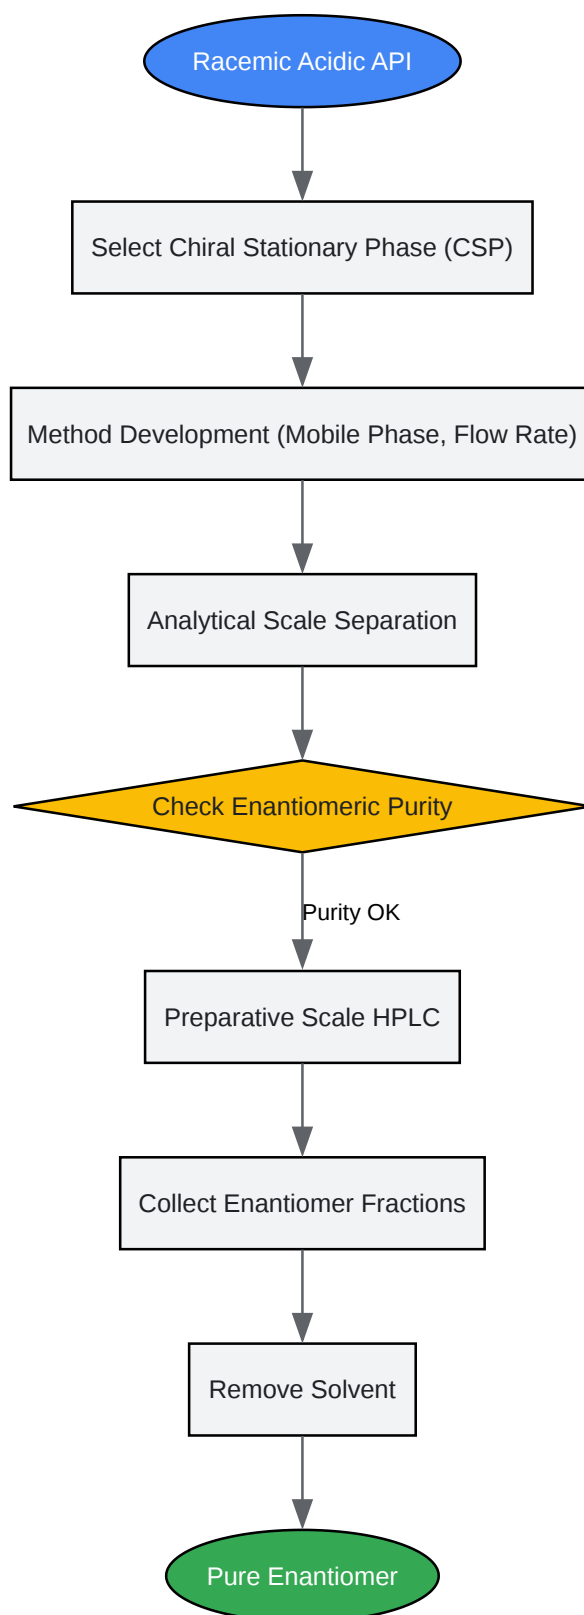 Racemic Acidic API
Select Chiral Stationary Phase (CSP)
Method Development (Mobile Phase, Flow Rate)
Analytical Scale Separation
Check Enantiomeric Purity
Purity OK
Preparative Scale HPLC
Collect Enantiomer Fractions
Remove Solvent
Pure Enantiomer